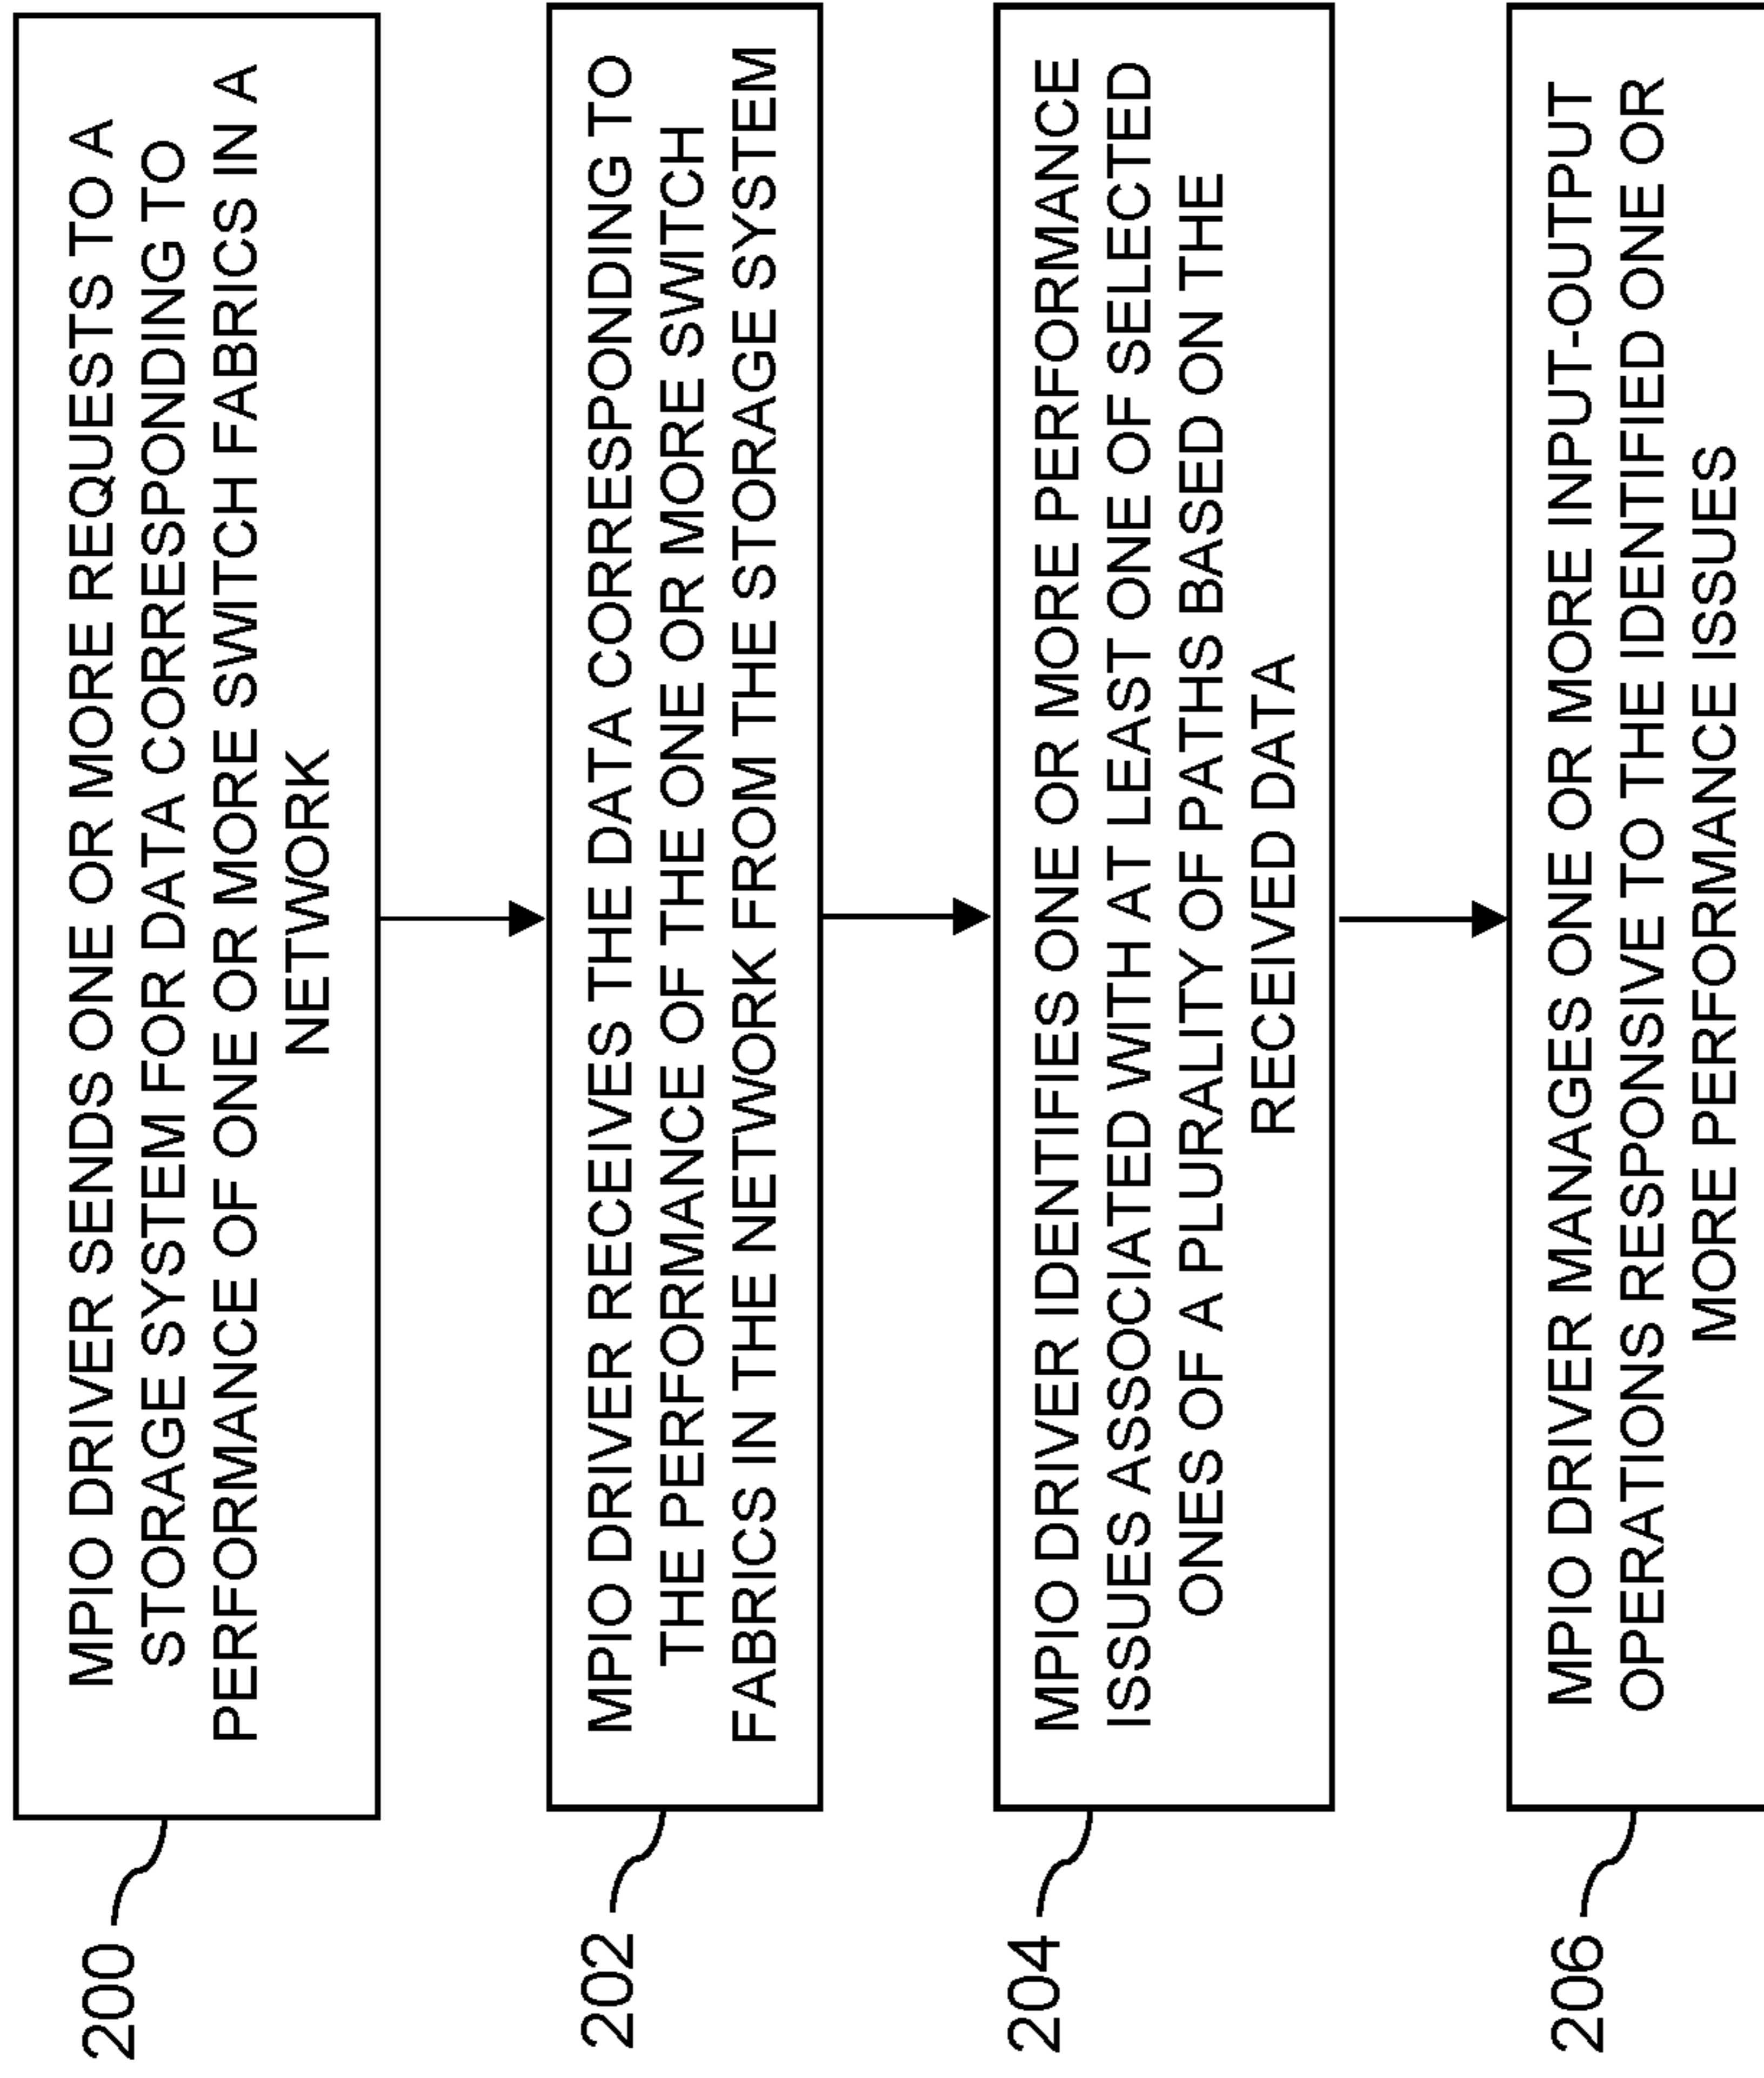 200
MPIO DRIVER SENDS ONE OR MORE REQUESTS TO A
STORAGE SYSTEM FOR DATA CORRESPONDING TO
PERFORMANCE OF ONE OR MORE SWITCH FABRICS IN A
NETWORK
202
MPIO DRIVER RECEIVES THE DATA CORRESPONDING TO
THE PERFORMANCE OF THE ONE OR MORE SWITCH
FABRICS IN THE NETWORK FROM THE STORAGE SYSTEM
204
MPIO DRIVER IDENTIFIES ONE OR MORE PERFORMANCE
ISSUES ASSOCIATED WITH AT LEAST ONE OF SELECTED
ONES OF A PLURALITY OF PATHS BASED ON THE
RECEIVED DATA
206
MPIO DRIVER MANAGES ONE OR MORE INPUT-OUTPUT
OPERATIONS RESPONSIVE TO THE IDENTIFIED ONE OR
MORE PERFORMANCE ISSUES